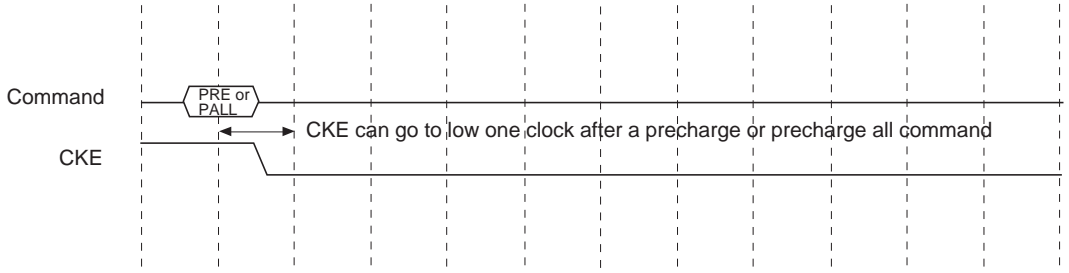 Command
PRE or
PALL
CKE can go to low one clock after a precharge or precharge all command
CKE